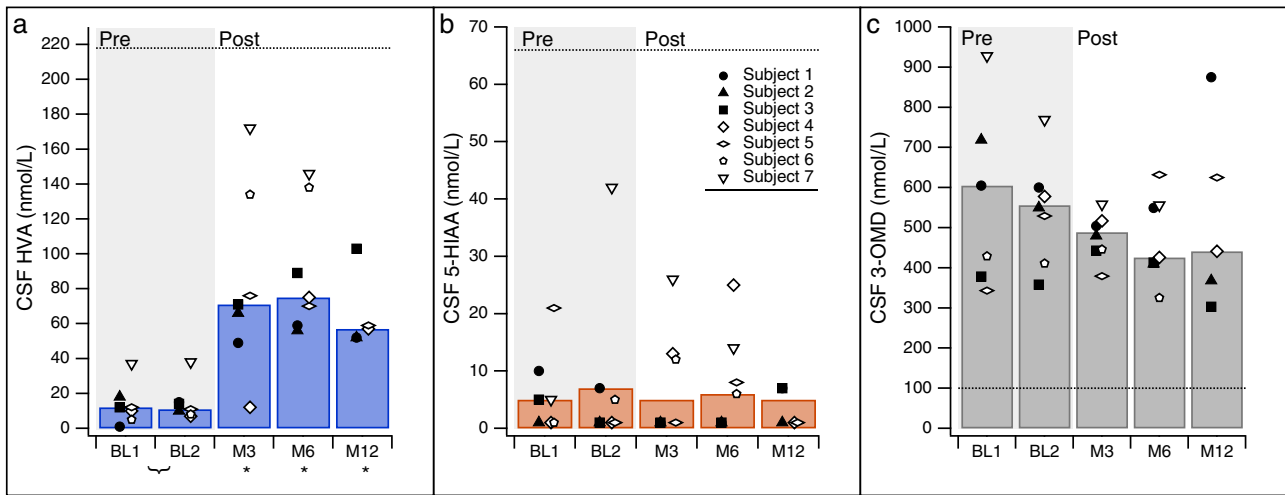 a
Pre
Post
CSF HVA (nmol/L)
220
200
180
160
140
120
100
80
60
40
20
0
BL1 BL2 M3 M6 M12
* * *
b
Pre
Post
CSF 5-HIAA (nmol/L)
70
60
50
40
30
20
10
0
Subject 1
Subject 2
Subject 3
Subject 4
Subject 5
Subject 6
Subject 7
BL1 BL2 M3 M6 M12
c
Pre
Post
CSF 3-OMD (nmol/L)
1000
900
800
700
600
500
400
300
200
100
0
BL1 BL2 M3 M6 M12